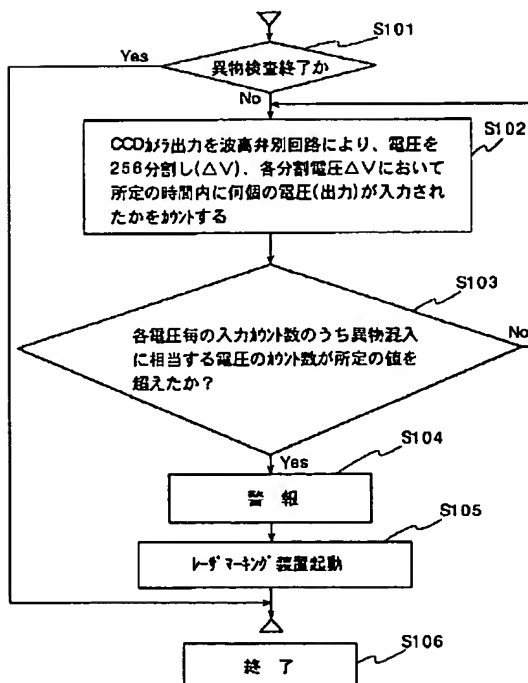 S101
Yes
異物検査終了か
No
S102
CCDカメラ出力を波高弁別回路により、電圧を
256分割し(△V)、各分割電圧△Vにおいて
所定の時間内に何個の電圧(出力)が入力され
たかをカウントする
S103
No
各電圧毎の入力カウント数のうち異物混入
に相当する電圧のカウント数が所定の値を
超えたか？
Yes
S104
警 報
S105
レーザマーキング装置起動
S106
終 了